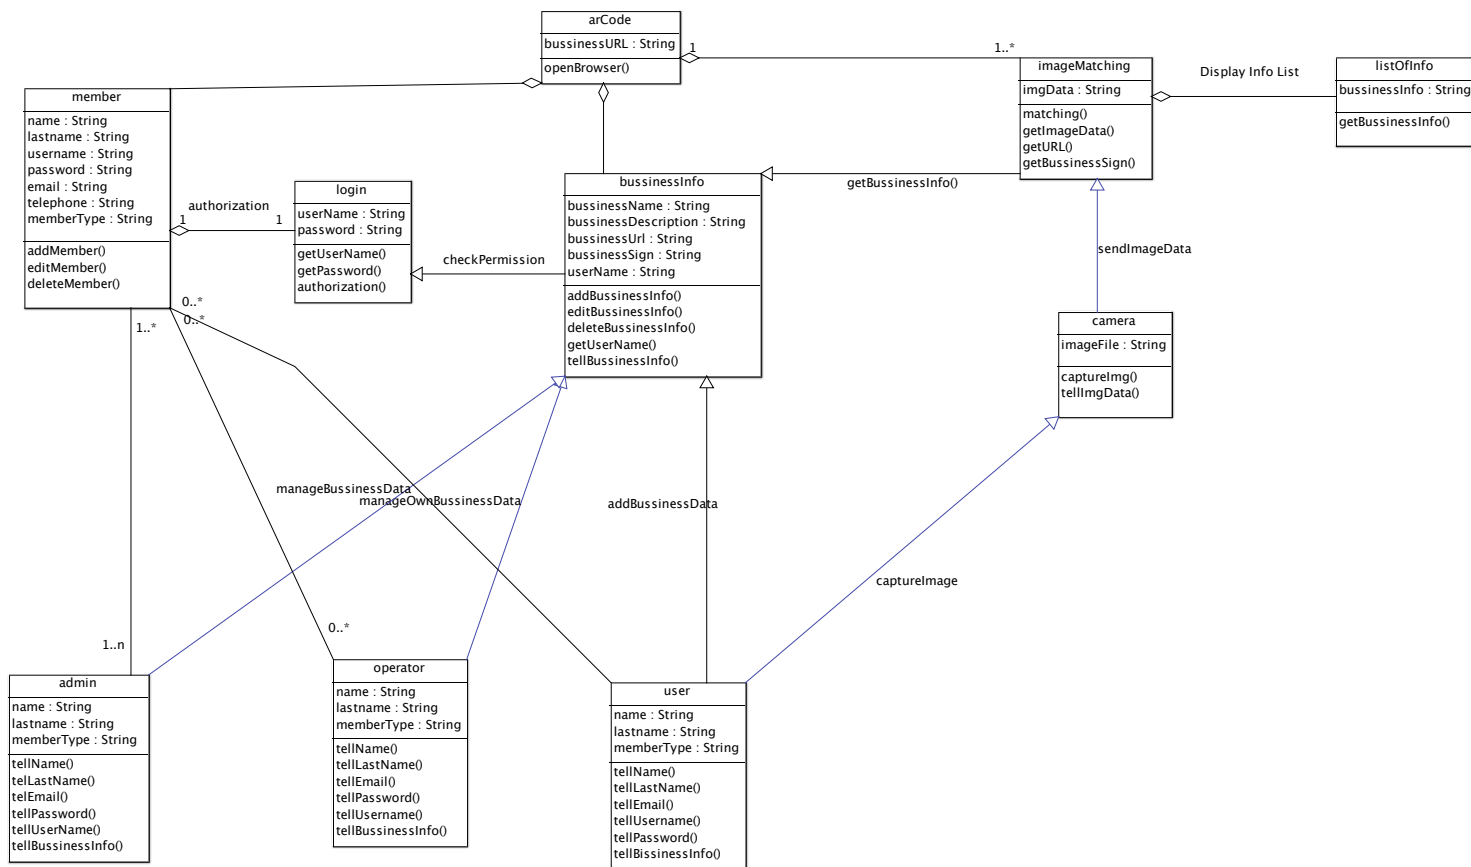 arCode
bussinessURL : String
openBrowser()
1
1..*
imageMatching
imgData : String
matching()
getImageData()
getURL()
getBussinessSign()
Display Info List
listOfInfo
bussinessInfo : String
getBussinessInfo()
member
name : String
lastname : String
username : String
password : String
email : String
telephone : String
memberType : String
addMember()
editMember()
deleteMember()
authorization
1
1
login
userName : String
password : String
getUserName()
getPassword()
authorization()
checkPermission
bussinessInfo
bussinessName : String
bussinessDescription : String
bussinessUrl : String
bussinessSign : String
userName : String
addBussinessInfo()
editBussinessInfo()
deleteBussinessInfo()
getUserName()
tellBussinessInfo()
getBussinessInfo()
sendImageData
camera
imageFile : String
captureImg()
tellImgData()
0..*
0..*
1..*
manageBussinessData
manageOwnBussinessData
addBussinessData
captureImage
1..n
0..*
admin
name : String
lastname : String
memberType : String
tellName()
telLastName()
telEmail()
tellPassword()
tellUserName()
tellBussinessInfo()
operator
name : String
lastname : String
memberType : String
tellName()
tellLastName()
tellEmail()
tellPassword()
tellUsername()
tellBussinessInfo()
user
name : String
lastname : String
memberType : String
tellName()
tellLastName()
tellEmail()
tellUsername()
tellPassword()
tellBissinessInfo()